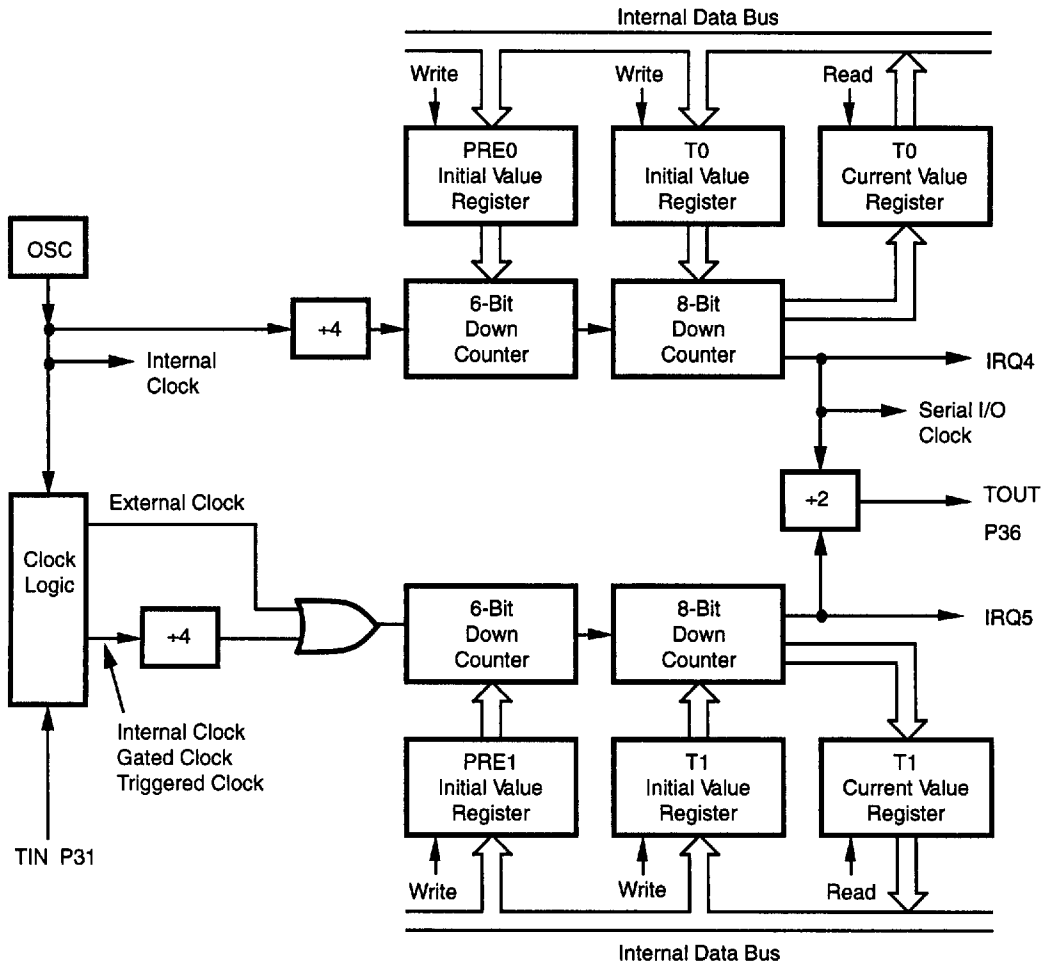 Internal Data Bus
Write
Write
Read
PRE0
Initial Value
Register
T0
Initial Value
Register
T0
Current Value
Register
OSC
÷4
6-Bit
Down
Counter
8-Bit
Down
Counter
Internal
Clock
IRQ4
Serial I/O
Clock
÷2
TOUT
P36
External Clock
Clock
Logic
÷4
6-Bit
Down
Counter
8-Bit
Down
Counter
IRQ5
Internal Clock
Gated Clock
Triggered Clock
PRE1
Initial Value
Register
T1
Initial Value
Register
T1
Current Value
Register
TIN P31
Write
Write
Read
Internal Data Bus